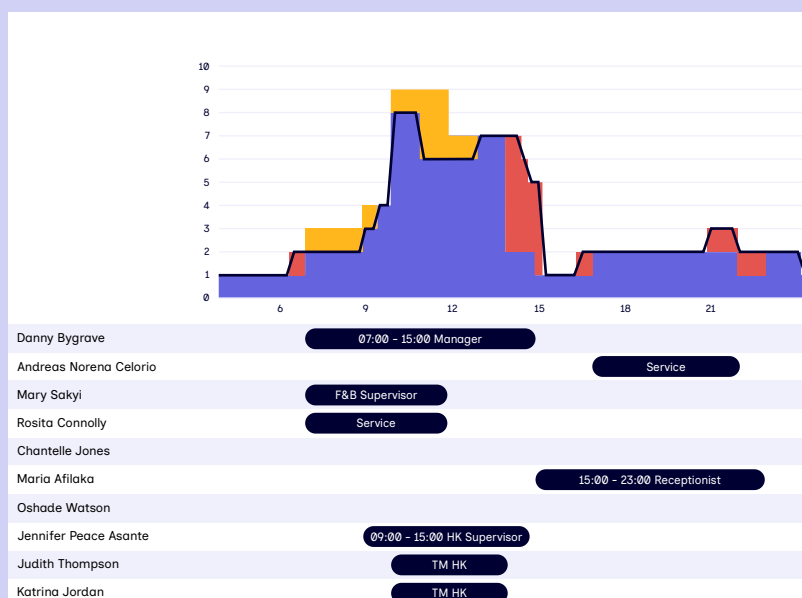 10
9
8
7
6
5
4
3
2
1
0
6 9 12 15 18 21
Danny Bygrave 07:00 - 15:00 Manager
Andreas Norena Celorio Service
Mary Sakyi F&B Supervisor
Rosita Connolly Service
Chantelle Jones
Maria Afilaka 15:00 - 23:00 Receptionist
Oshade Watson
Jennifer Peace Asante 09:00 - 15:00 HK Supervisor
Judith Thompson TM HK
Katrina Jordan TM HK